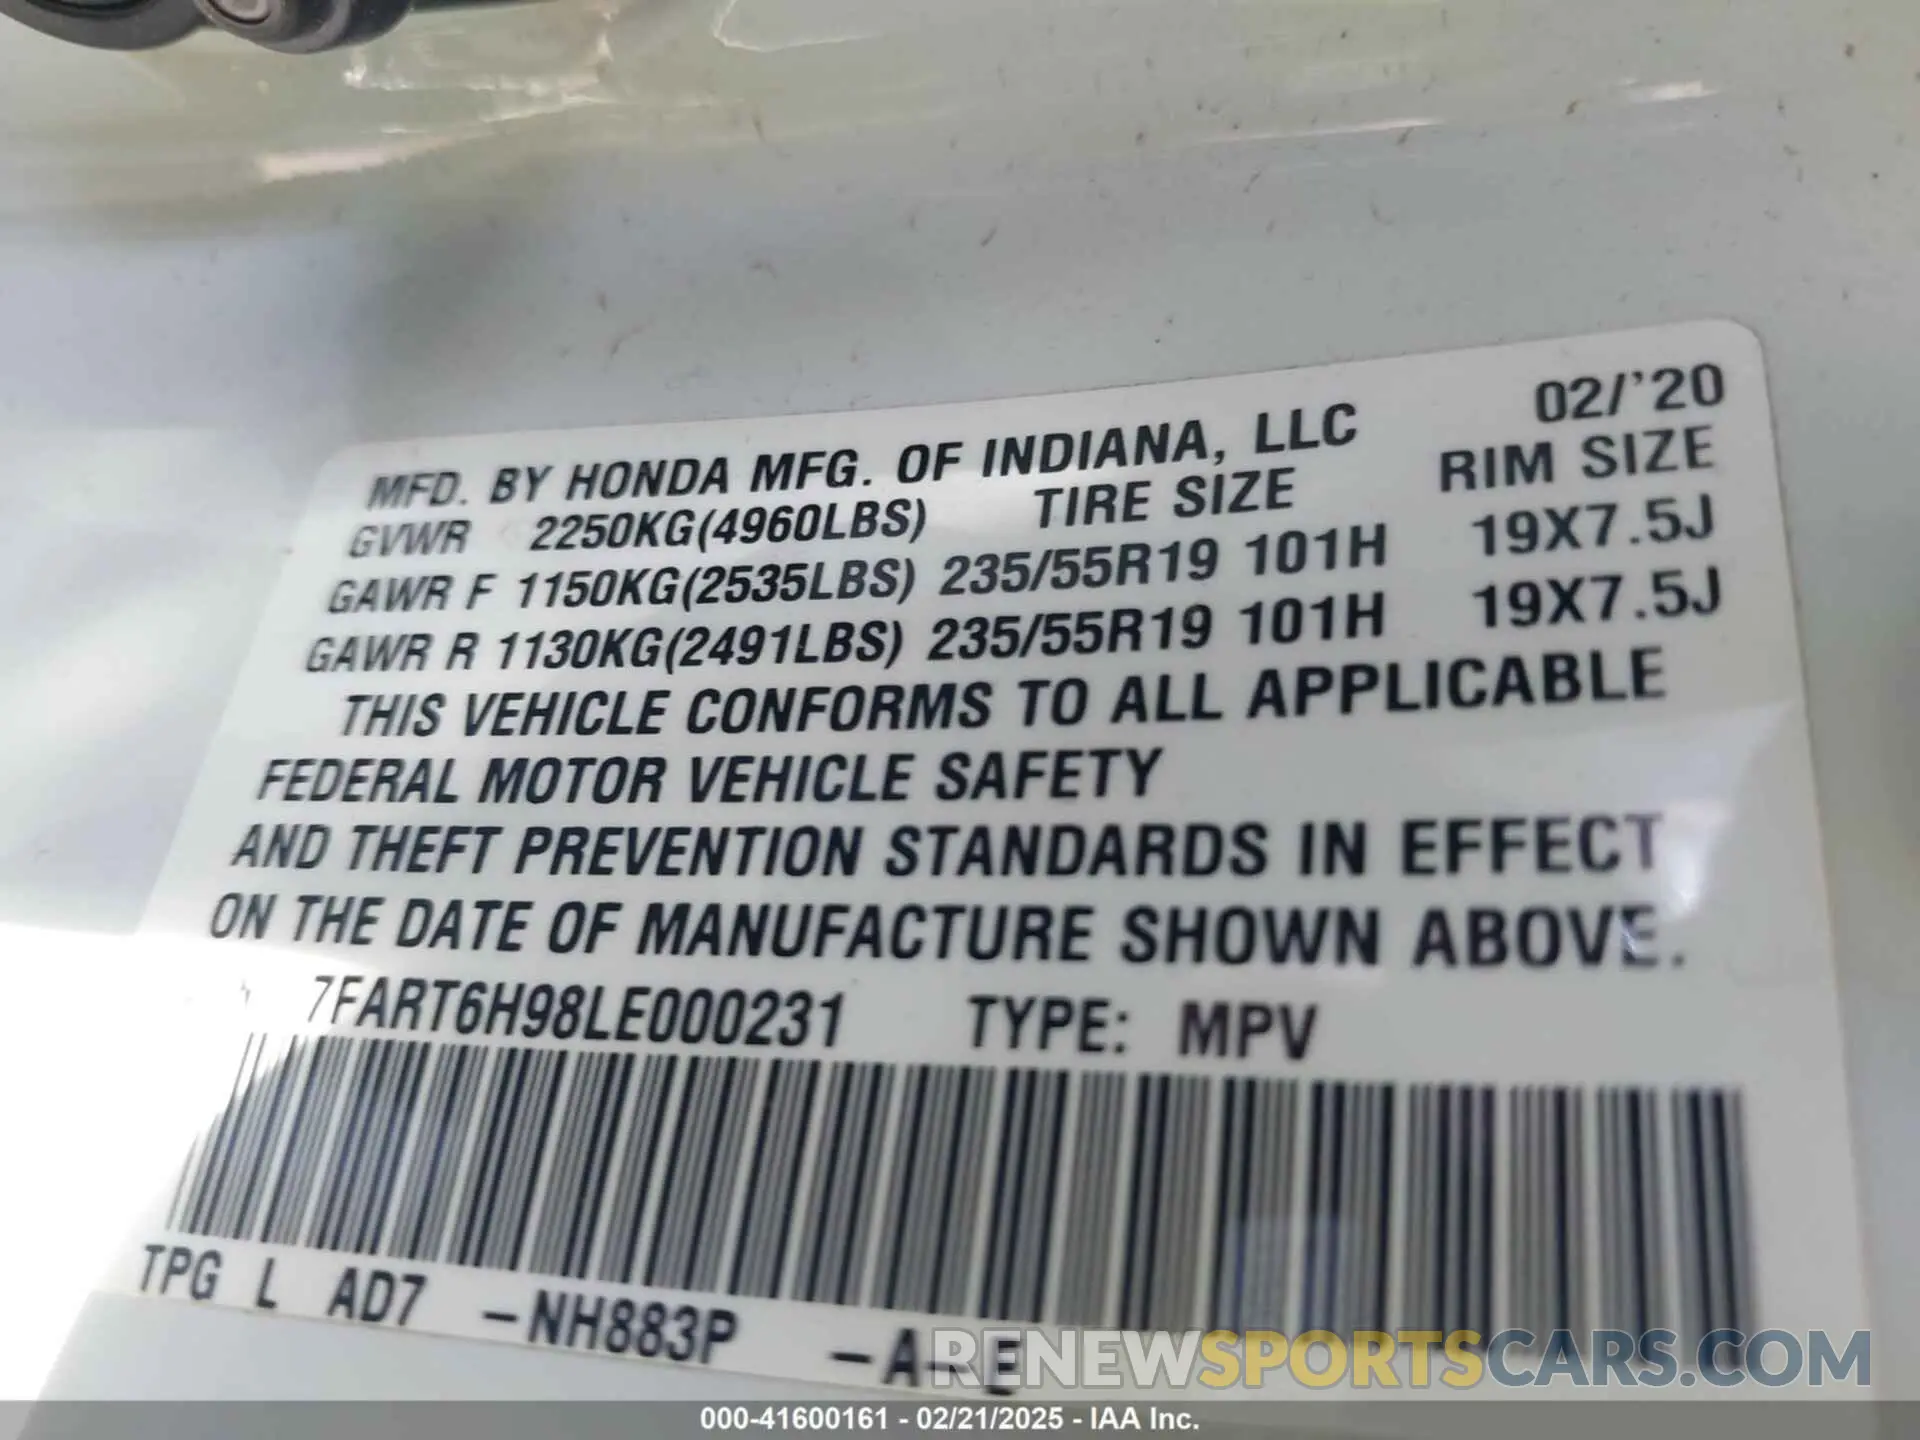 02/'20
MFD. BY HONDA MFG. OF INDIANA, LLC
GVWR 2250KG(4960LBS) TIRE SIZE RIM SIZE
GAWR F 1150KG(2535LBS) 235/55R19 101H 19X7.5J
GAWR R 1130KG(2491LBS) 235/55R19 101H 19X7.5J
THIS VEHICLE CONFORMS TO ALL APPLICABLE
FEDERAL MOTOR VEHICLE SAFETY
AND THEFT PREVENTION STANDARDS IN EFFECT
ON THE DATE OF MANUFACTURE SHOWN ABOVE.
7FART6H98LE000231 TYPE: MPV
TPG L AD7 -NH883P -A- E
RENEWSPORTSCARS.COM
000-41600161 - 02/21/2025 - IAA Inc.